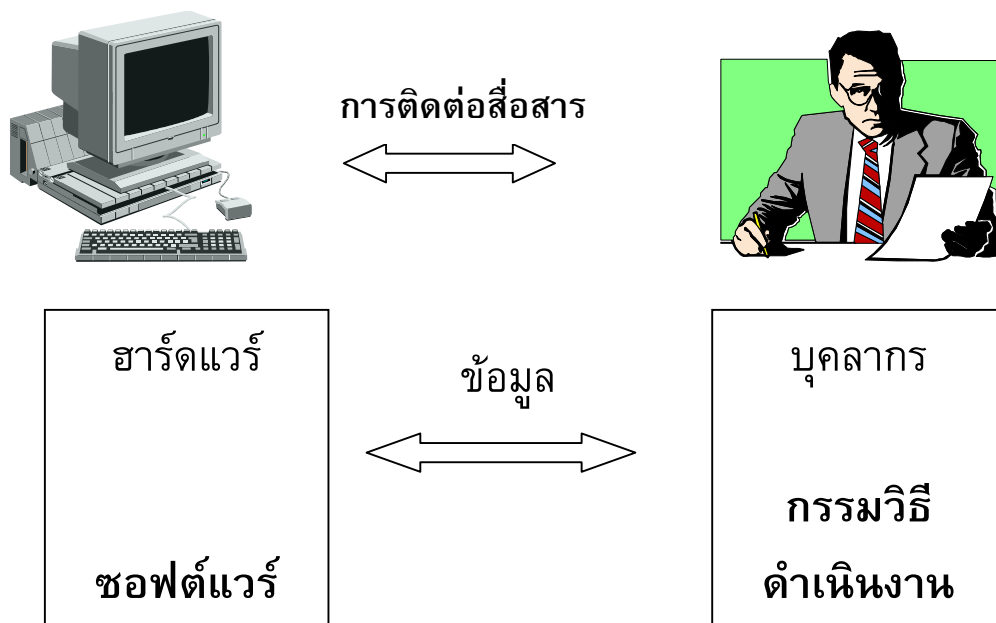 การติดต่อสื่อสาร
ฮาร์ดแวร์
ข้อมูล
บุคลากร
กรรมวิธี
ซอฟต์แวร์
ดำเนินงาน